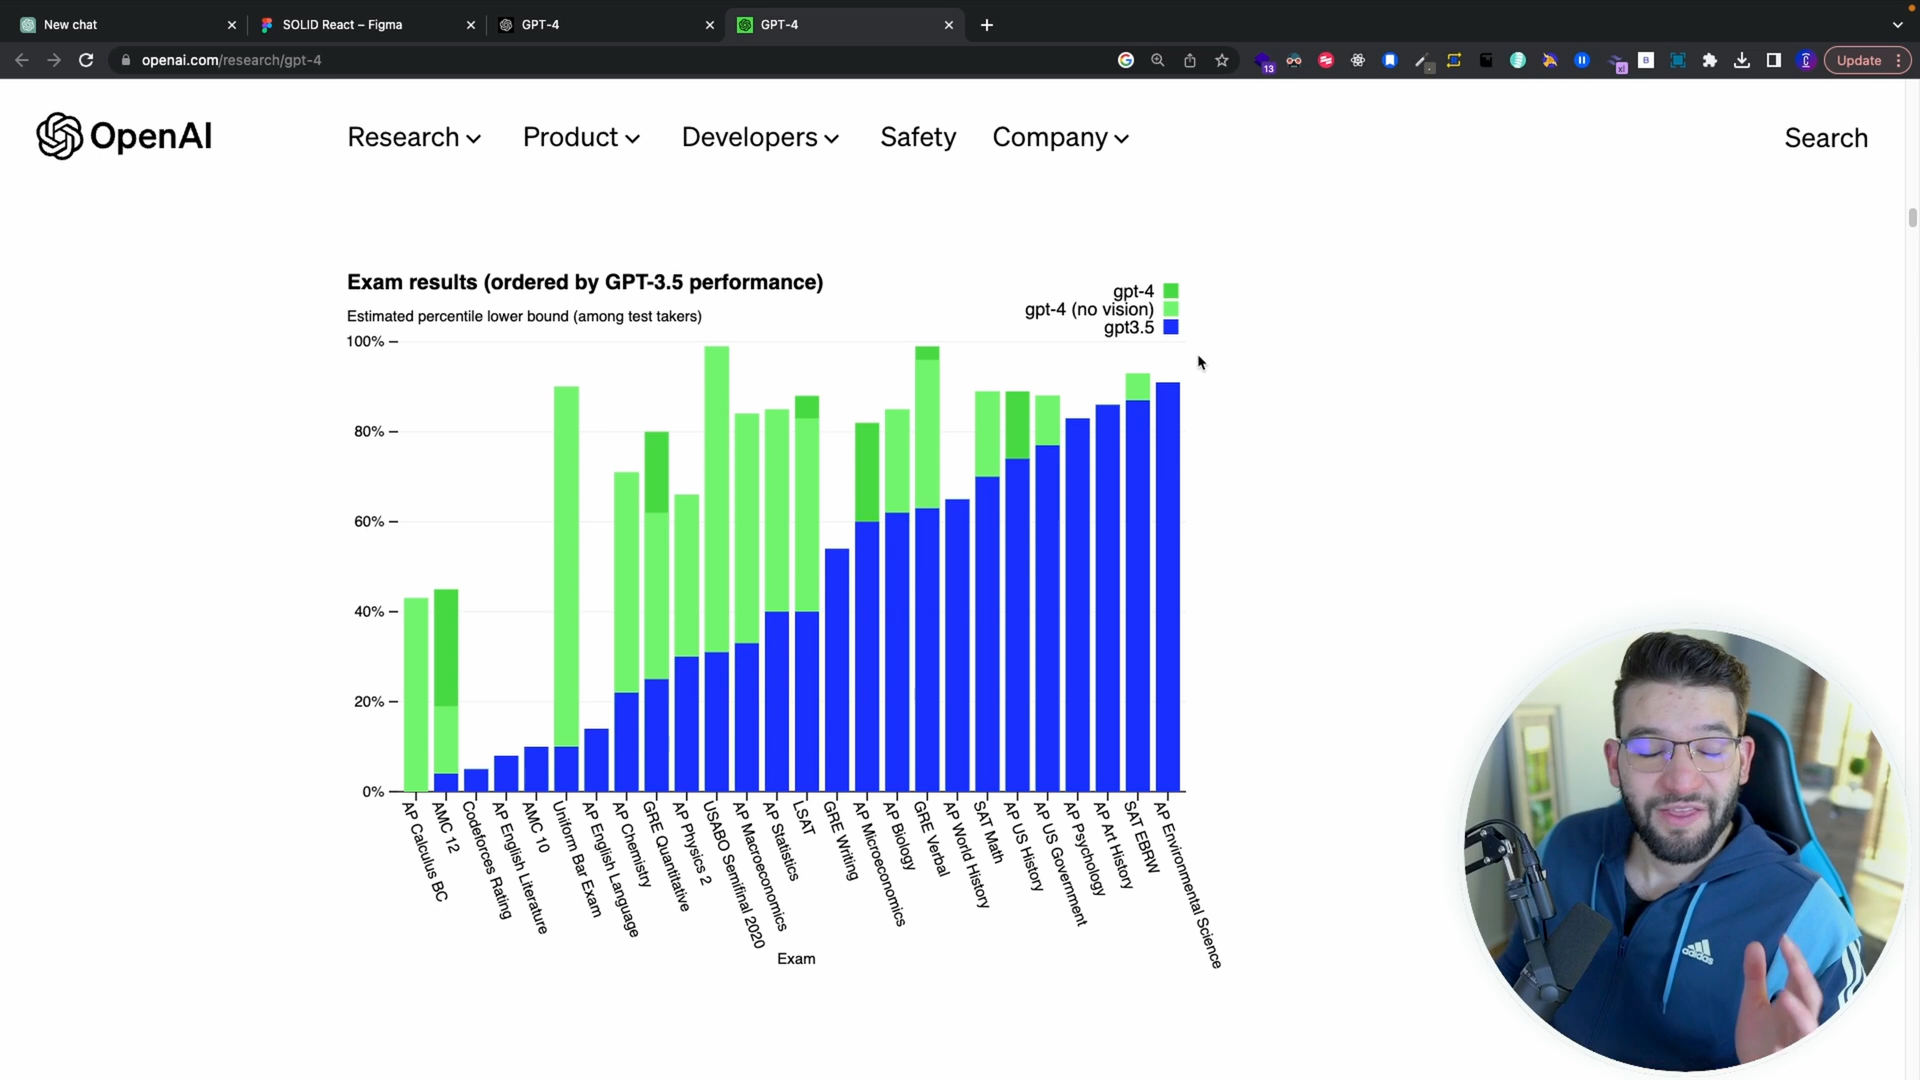 New chat
SOLID React – Figma
GPT-4
GPT-4
openai.com/research/gpt-4
13
xl
B
Update
OpenAI
Research
Product
Developers
Safety
Company
Search
Exam results (ordered by GPT-3.5 performance)
Estimated percentile lower bound (among test takers)
gpt-4
gpt-4 (no vision)
gpt3.5
100%
80%
60%
40%
20%
0%
AP Calculus BC
AMC 12
Codeforces Rating
AP English Literature
AMC 10
Uniform Bar Exam
AP English Language
AP Chemistry
GRE Quantitative
AP Physics 2
USABO Semifinal 2020
AP Macroeconomics
AP Statistics
LSAT
GRE Writing
AP Microeconomics
AP Biology
GRE Verbal
AP World History
SAT Math
AP US History
AP US Government
AP Psychology
AP Art History
SAT EBRW
AP Environmental Science
Exam
adidas